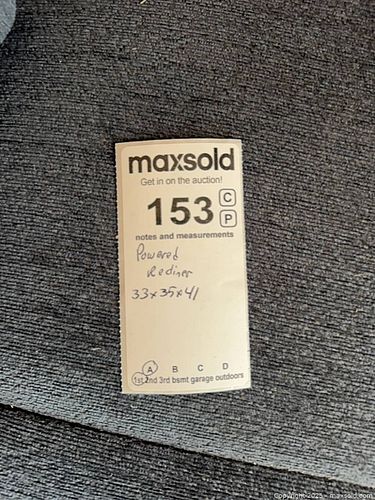 maxsold
Get in on the auction!
153 C
P
notes and measurements
Powered
Recliner
33x35x41
A B C D
1st 2nd 3rd bsmt garage outdoors
Copyright © 2025 - maxsold.com